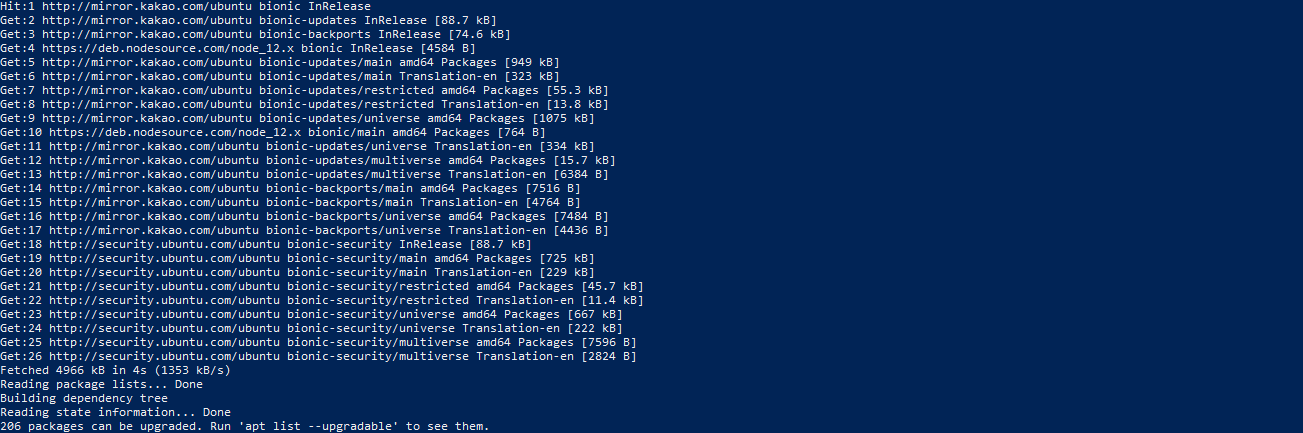 Hit:1 http://mirror.kakao.com/ubuntu bionic InRelease
Get:2 http://mirror.kakao.com/ubuntu bionic-updates InRelease [88.7 kB]
Get:3 http://mirror.kakao.com/ubuntu bionic-backports InRelease [74.6 kB]
Get:4 https://deb.nodesource.com/node_12.x bionic InRelease [4584 B]
Get:5 http://mirror.kakao.com/ubuntu bionic-updates/main amd64 Packages [949 kB]
Get:6 http://mirror.kakao.com/ubuntu bionic-updates/main Translation-en [323 kB]
Get:7 http://mirror.kakao.com/ubuntu bionic-updates/restricted amd64 Packages [55.3 kB]
Get:8 http://mirror.kakao.com/ubuntu bionic-updates/restricted Translation-en [13.8 kB]
Get:9 http://mirror.kakao.com/ubuntu bionic-updates/universe amd64 Packages [1075 kB]
Get:10 https://deb.nodesource.com/node_12.x bionic/main amd64 Packages [764 B]
Get:11 http://mirror.kakao.com/ubuntu bionic-updates/universe Translation-en [334 kB]
Get:12 http://mirror.kakao.com/ubuntu bionic-updates/multiverse amd64 Packages [15.7 kB]
Get:13 http://mirror.kakao.com/ubuntu bionic-updates/multiverse Translation-en [6384 B]
Get:14 http://mirror.kakao.com/ubuntu bionic-backports/main amd64 Packages [7516 B]
Get:15 http://mirror.kakao.com/ubuntu bionic-backports/main Translation-en [4764 B]
Get:16 http://mirror.kakao.com/ubuntu bionic-backports/universe amd64 Packages [7484 B]
Get:17 http://mirror.kakao.com/ubuntu bionic-backports/universe Translation-en [4436 B]
Get:18 http://security.ubuntu.com/ubuntu bionic-security InRelease [88.7 kB]
Get:19 http://security.ubuntu.com/ubuntu bionic-security/main amd64 Packages [725 kB]
Get:20 http://security.ubuntu.com/ubuntu bionic-security/main Translation-en [229 kB]
Get:21 http://security.ubuntu.com/ubuntu bionic-security/restricted amd64 Packages [45.7 kB]
Get:22 http://security.ubuntu.com/ubuntu bionic-security/restricted Translation-en [11.4 kB]
Get:23 http://security.ubuntu.com/ubuntu bionic-security/universe amd64 Packages [667 kB]
Get:24 http://security.ubuntu.com/ubuntu bionic-security/universe Translation-en [222 kB]
Get:25 http://security.ubuntu.com/ubuntu bionic-security/multiverse amd64 Packages [7596 B]
Get:26 http://security.ubuntu.com/ubuntu bionic-security/multiverse Translation-en [2824 B]
Fetched 4966 kB in 4s (1353 kB/s)
Reading package lists... Done
Building dependency tree
Reading state information... Done
206 packages can be upgraded. Run 'apt list --upgradable' to see them.